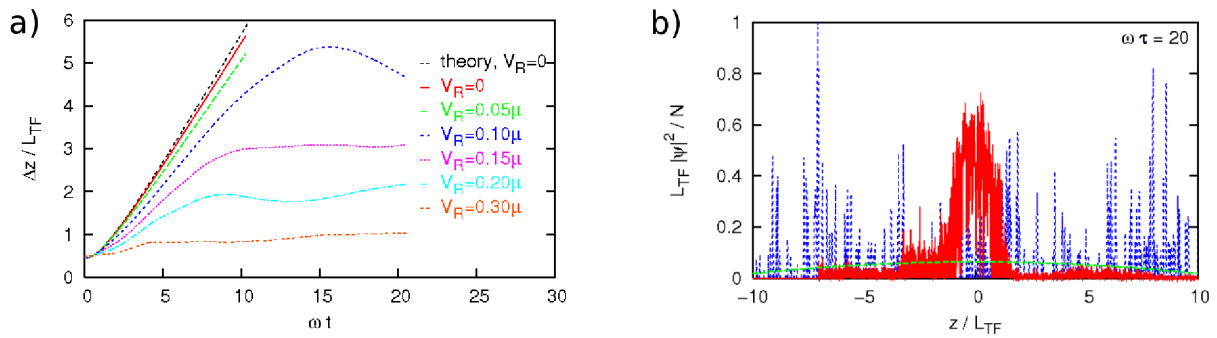 a)
6
5
4
3
2
1
0
0 5 10 15 20 25 30
Δz / L_TF
ω t
theory, V_R=0
V_R=0
V_R=0.05μ
V_R=0.10μ
V_R=0.15μ
V_R=0.20μ
V_R=0.30μ
b)
1
0.8
0.6
0.4
0.2
0
−10 −5 0 5 10
L_TF |ψ|² / N
z / L_TF
ω τ = 20